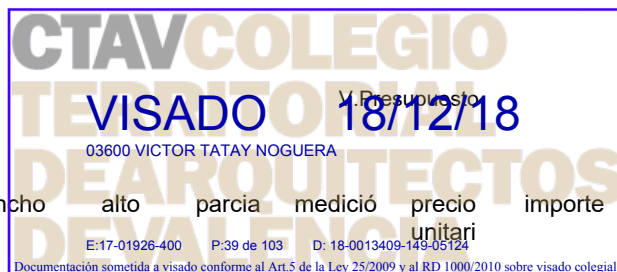 CTAVCOLEGIO
TERRITORIAL
V.Presupuesto
VISADO 18/12/18
03600 VICTOR TATAY NOGUERA
DEARQUITECTOS
ncho alto parcia medició precio importe
unitari
DEVALENCIA
E:17-01926-400 P:39 de 103 D: 18-0013409-149-05124
Documentación sometida a visado conforme al Art.5 de la Ley 25/2009 y al RD 1000/2010 sobre visado colegial